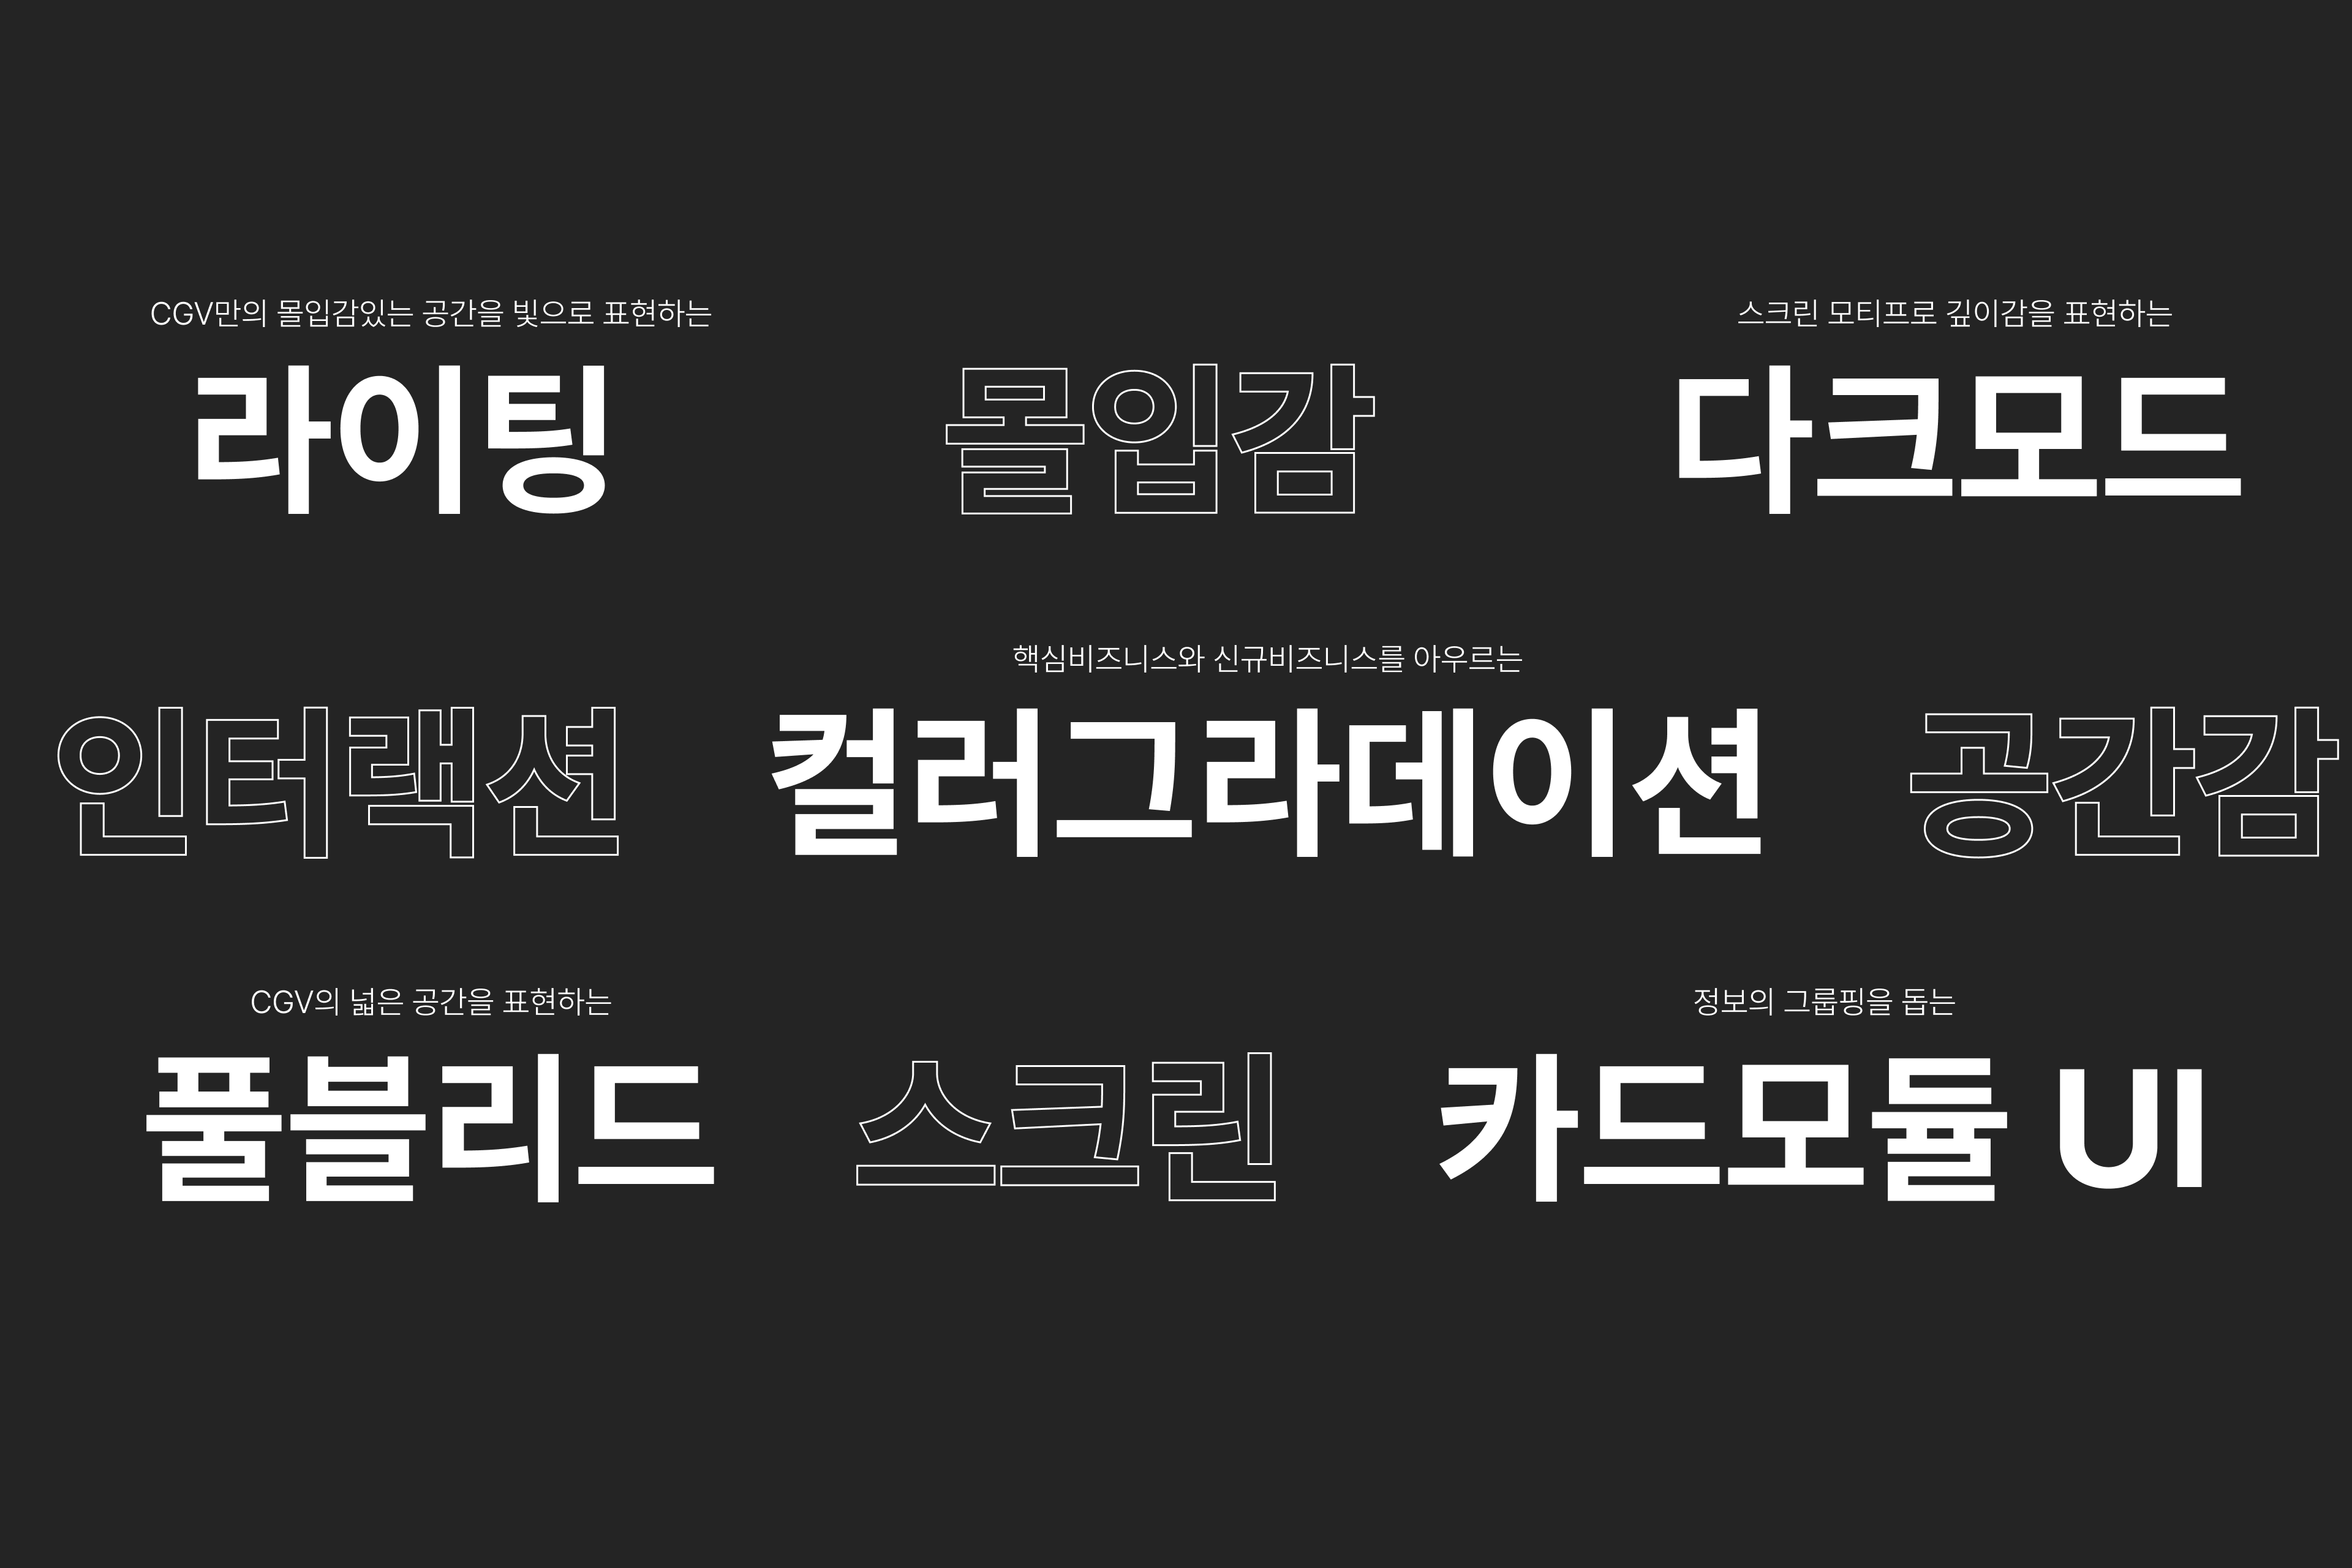 CGV만의 몰입감있는 공간을 빛으로 표현하는
라이팅
몰입감
스크린 모티프로 깊이감을 표현하는
다크모드
인터랙션
핵심비즈니스와 신규비즈니스를 아우르는
컬러그라데이션
공간감
CGV의 넓은 공간을 표현하는
풀블리드
스크린
정보의 그룹핑을 돕는
카드모듈 UI